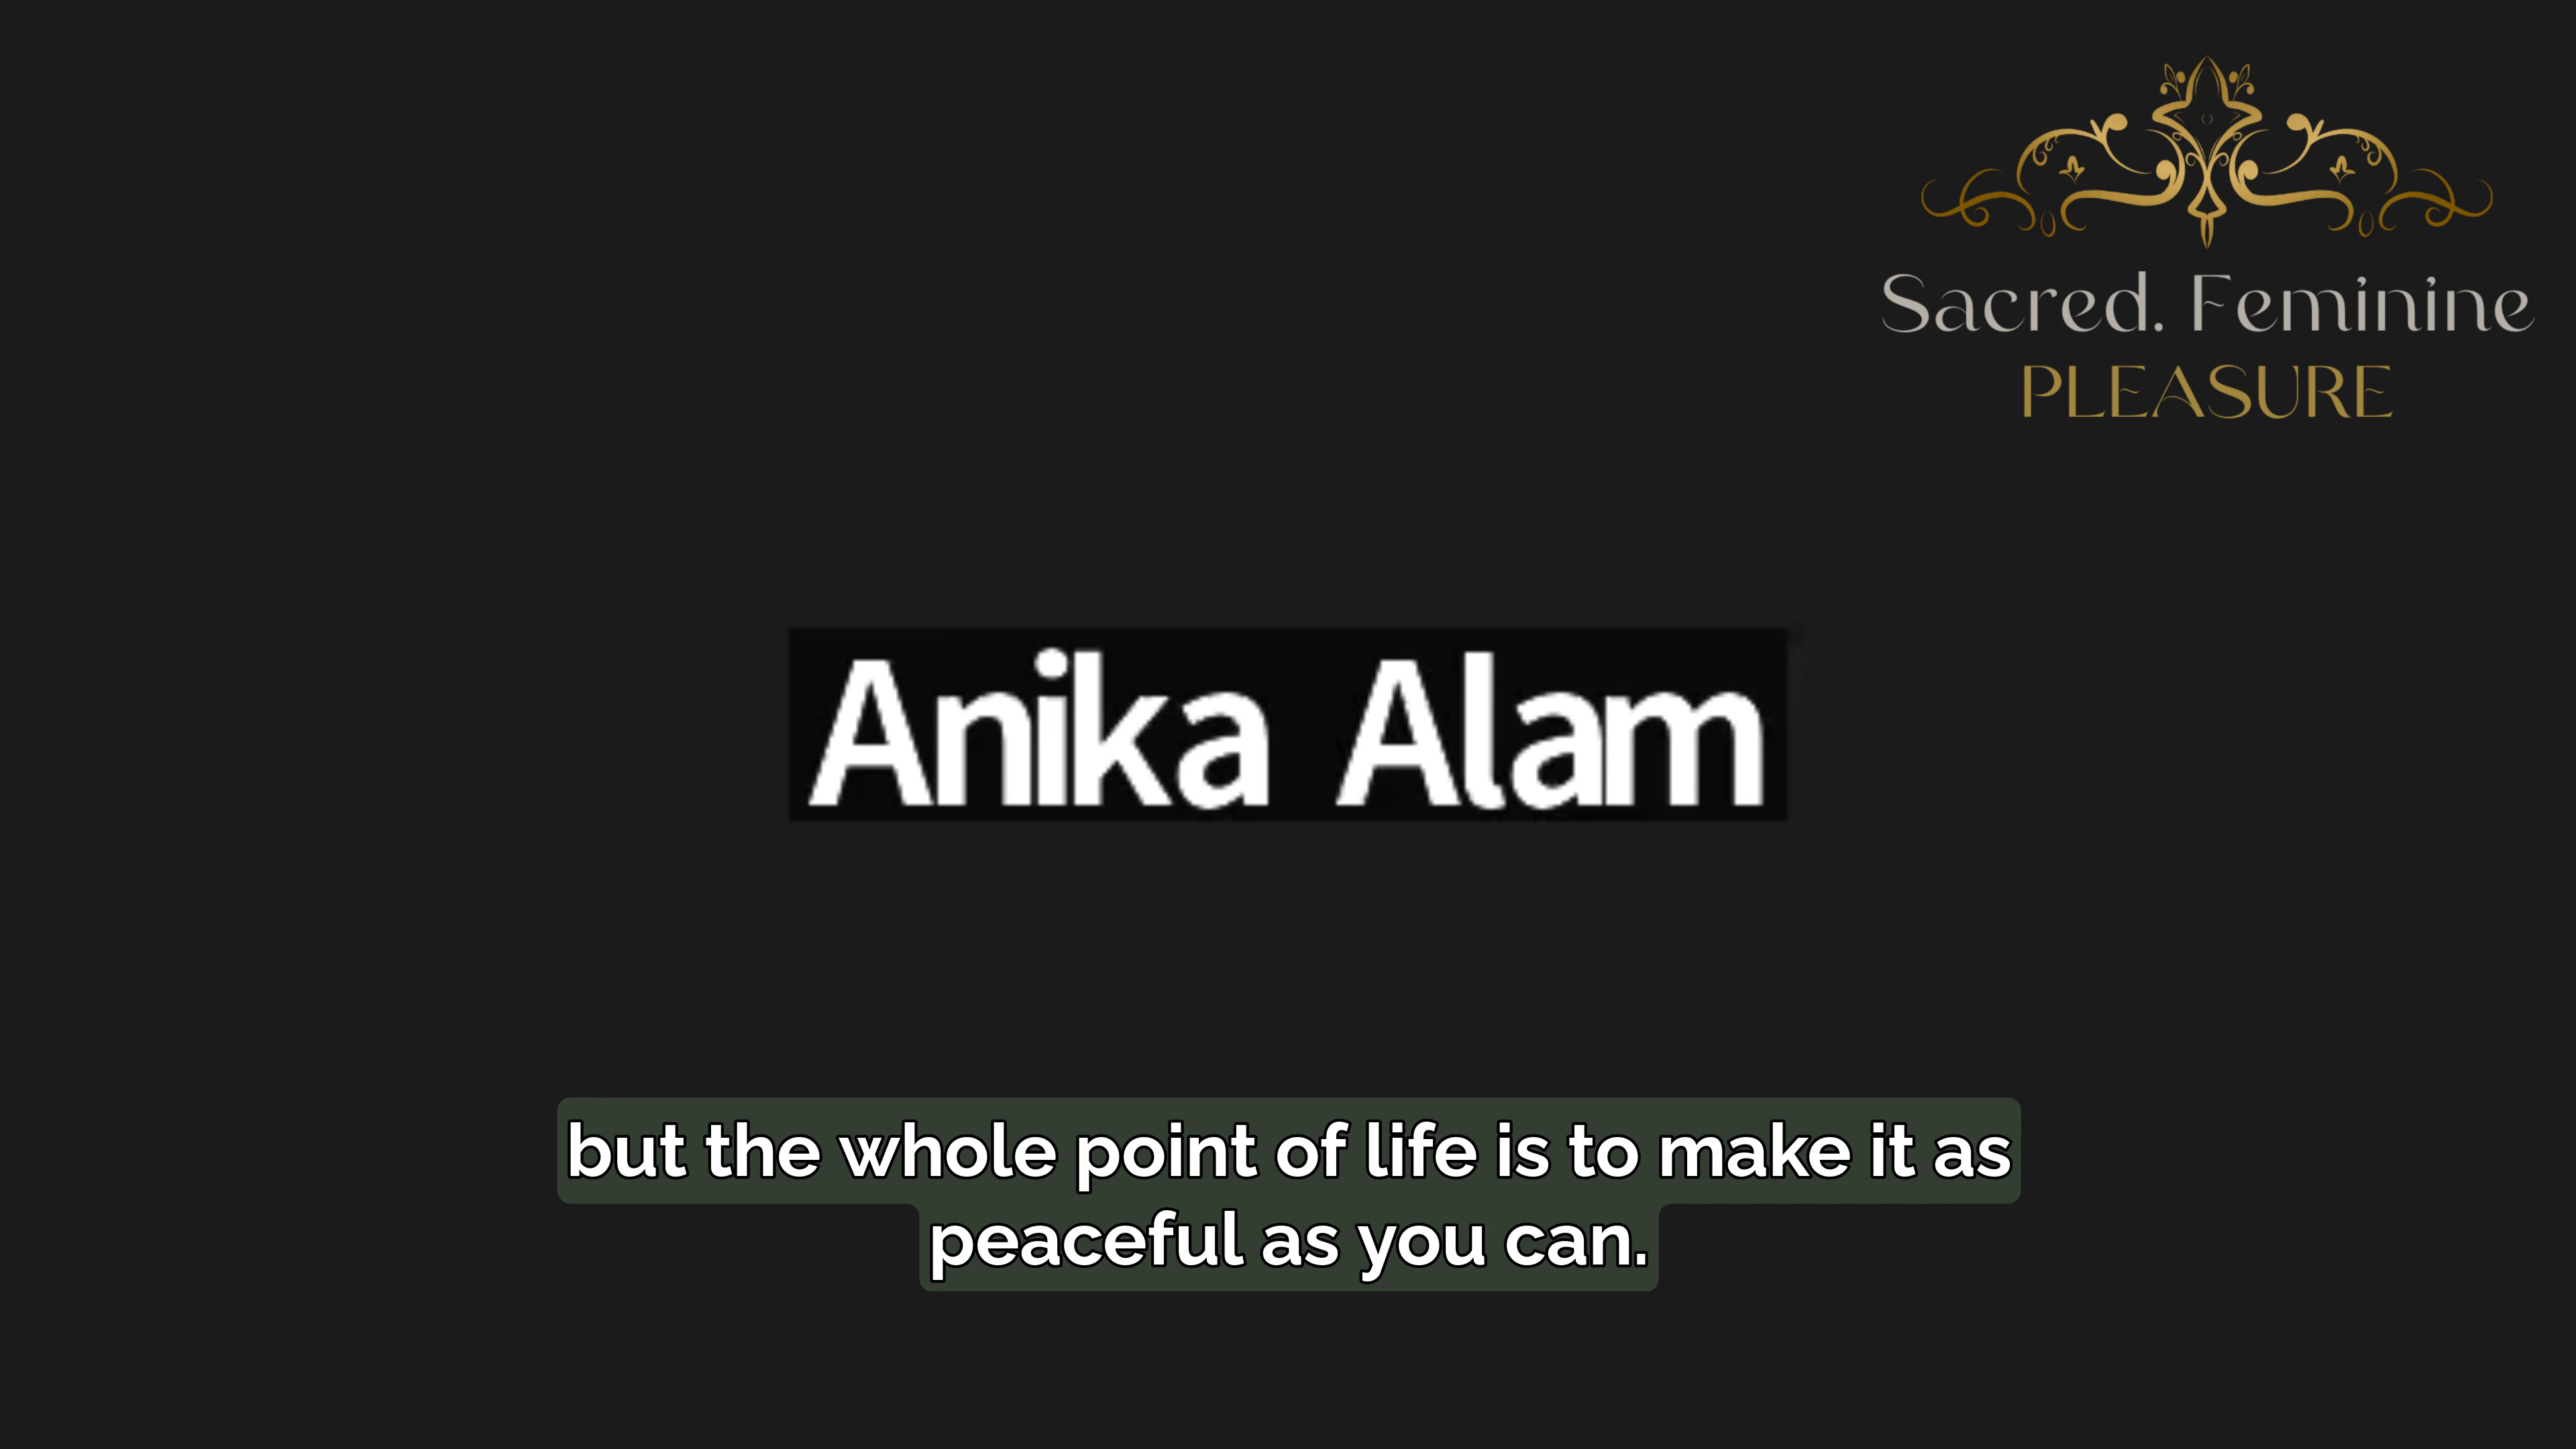 Sacred. Feminine
PLEASURE
Anika Alam
but the whole point of life is to make it as
peaceful as you can.